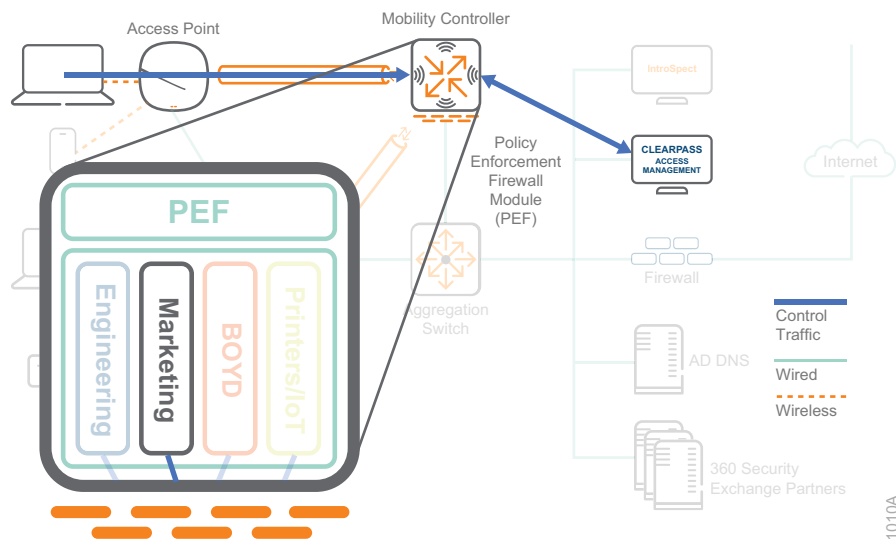 Mobility Controller
Access Point
IntroSpect
CLEARPASS
ACCESS
MANAGEMENT
Internet
Policy
Enforcement
Firewall
Module
(PEF)
PEF
Engineering
Marketing
BOYD
Printers/IoT
Aggregation
Switch
Firewall
Control
Traffic
Wired
Wireless
AD DNS
360 Security
Exchange Partners
1010A